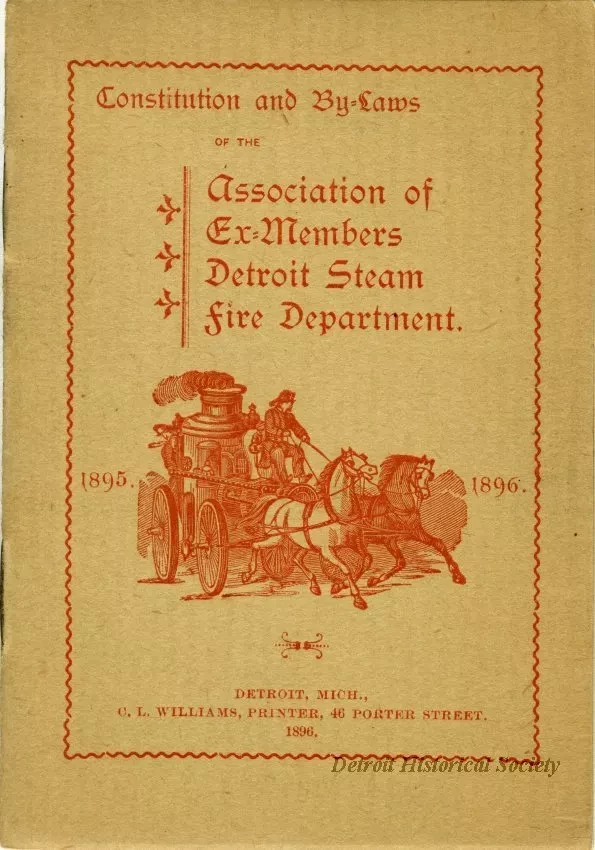 Constitution and By-Laws
OF THE
Association of
Ex-Members
Detroit Steam
Fire Department.
1895.
1896.
DETROIT, MICH.,
C. L. WILLIAMS, PRINTER, 46 PORTER STREET.
1896.
Detroit Historical Society